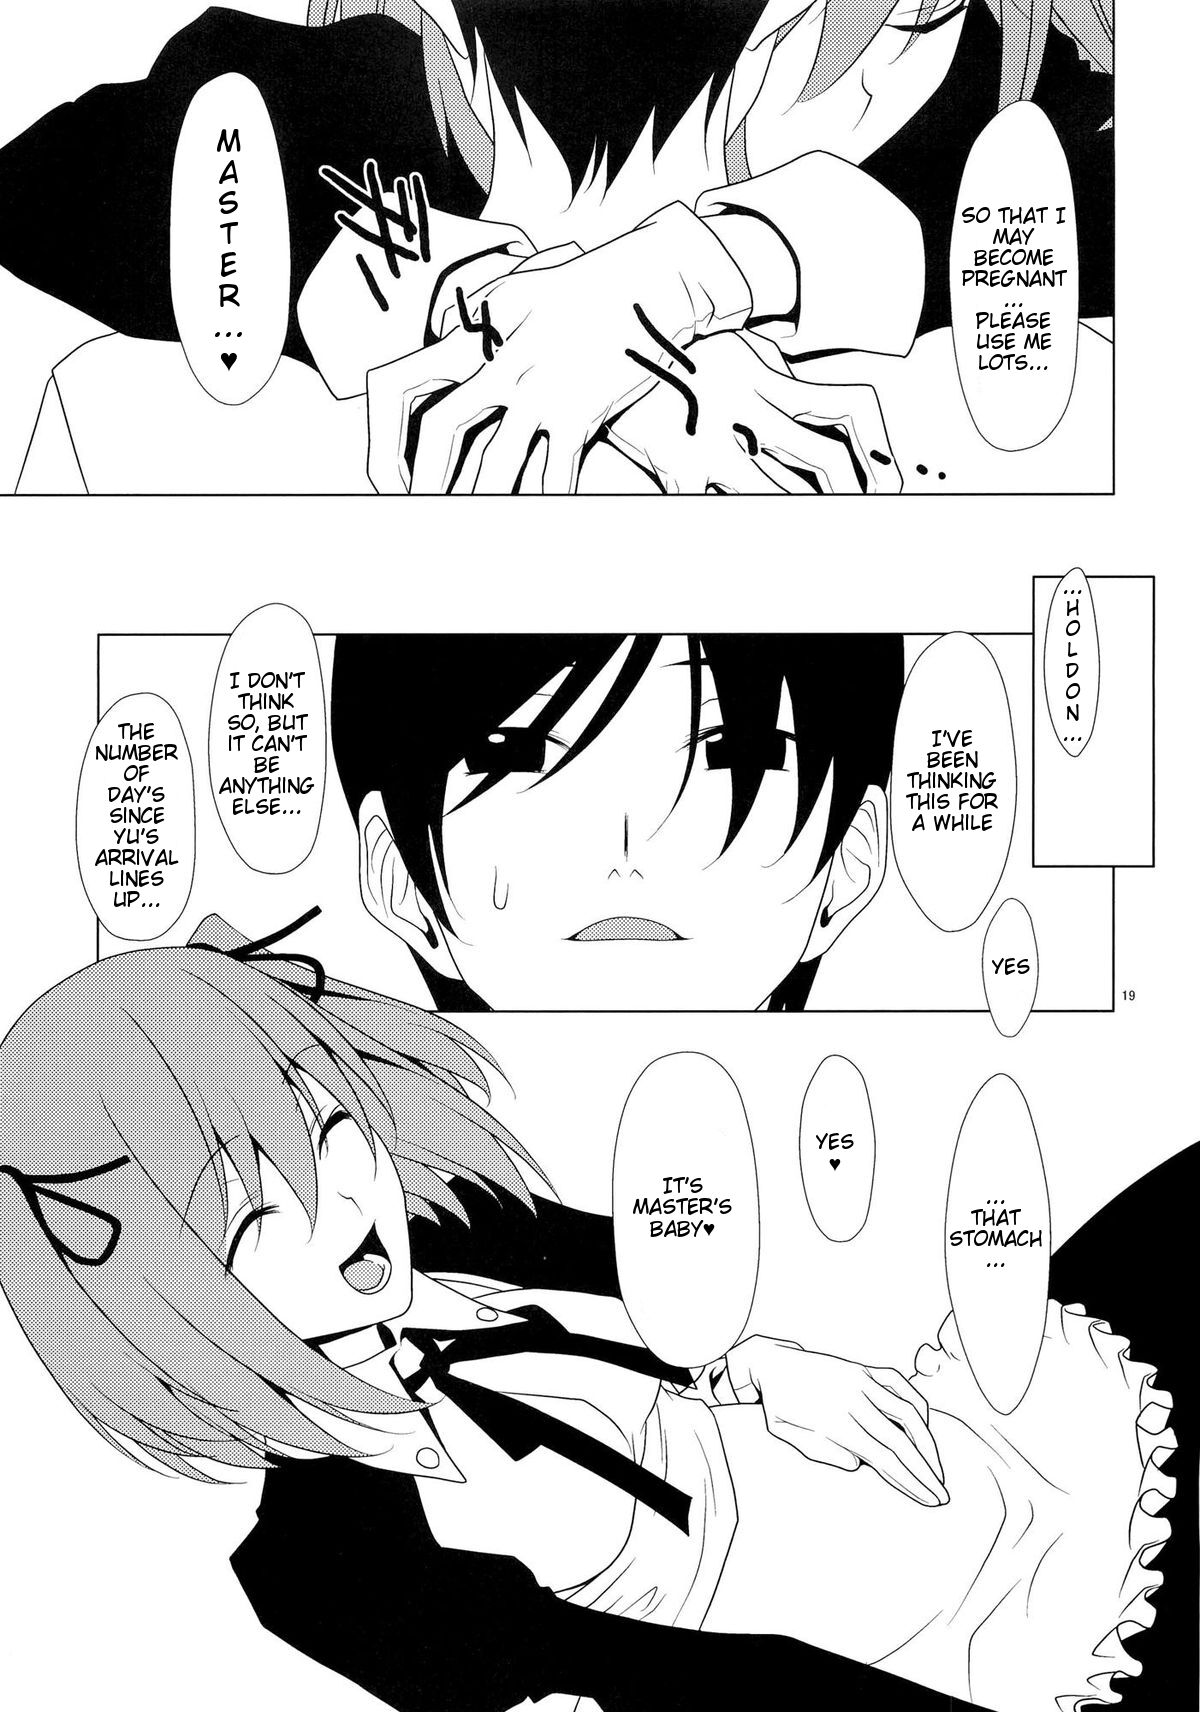 SO THAT I
MAY
BECOME
PREGNANT
...
PLEASE
USE ME
LOTS...
MASTER...♥
...HOLD ON...
I'VE
BEEN
THINKING
THIS FOR
A WHILE
I DON'T
THINK
SO, BUT
IT CAN'T
BE
ANYTHING
ELSE...
THE
NUMBER
OF
DAY'S
SINCE
YU'S
ARRIVAL
LINES
UP...
YES
19
...
THAT
STOMACH
...
YES
♥
IT'S
MASTER'S
BABY♥